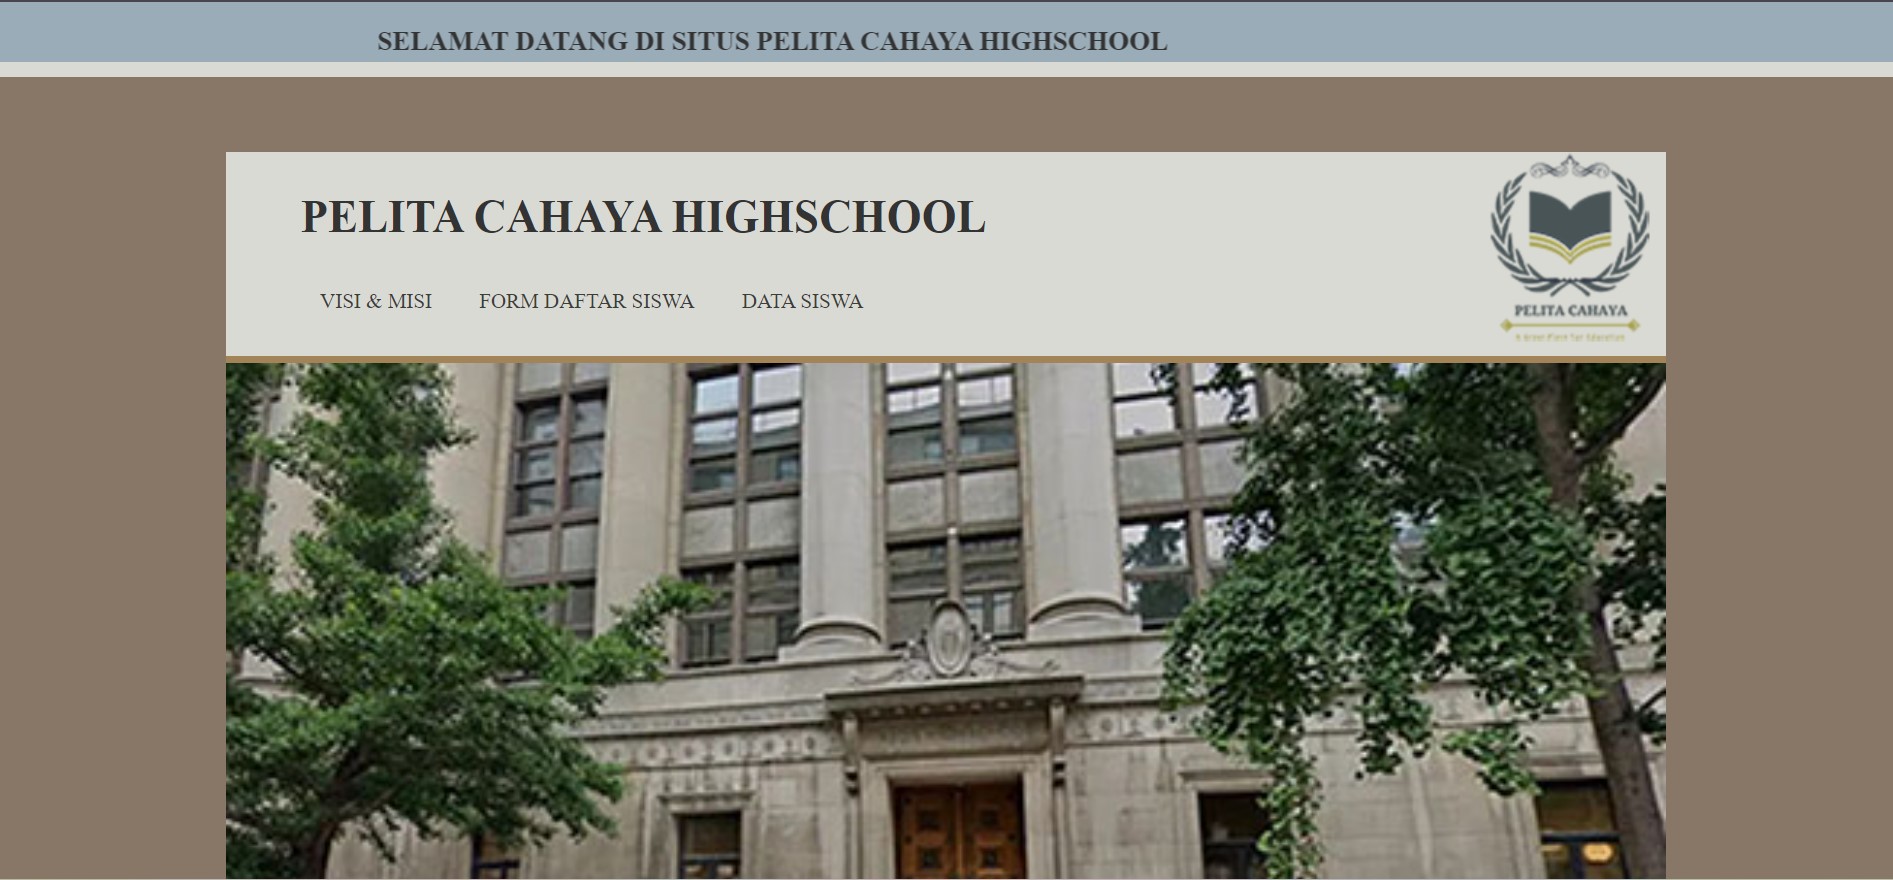 SELAMAT DATANG DI SITUS PELITA CAHAYA HIGHSCHOOL
PELITA CAHAYA HIGHSCHOOL
VISI & MISI FORM DAFTAR SISWA DATA SISWA
PELITA CAHAYA